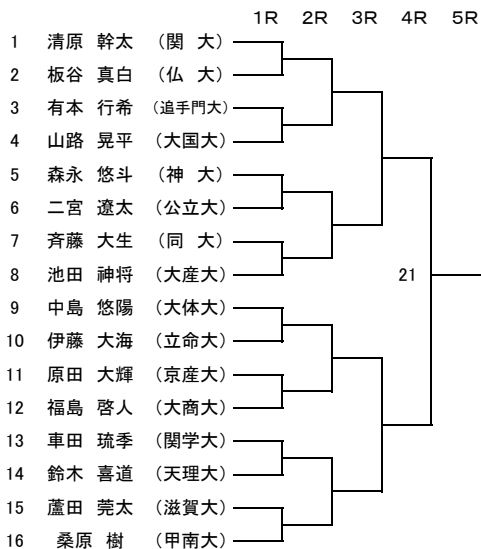 1R 2R 3R 4R 5R
1 清原 幹太 (関 大)
2 板谷 真白 (仏 大)
3 有本 行希 (追手門大)
4 山路 晃平 (大国大)
5 森永 悠斗 (神 大)
6 二宮 遼太 (公立大)
7 斉藤 大生 (同 大)
8 池田 神将 (大産大)
21
9 中島 悠陽 (大体大)
10 伊藤 大海 (立命大)
11 原田 大輝 (京産大)
12 福島 啓人 (大商大)
13 車田 琉季 (関学大)
14 鈴木 喜道 (天理大)
15 蘆田 莞太 (滋賀大)
16 桑原 樹 (甲南大)